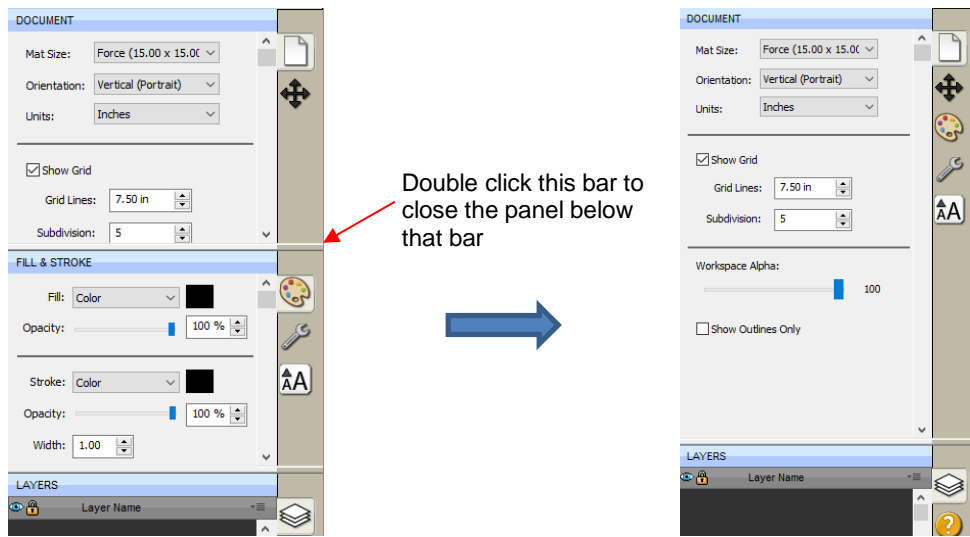 DOCUMENT
Mat Size: Force (15.00 x 15.0(
Orientation: Vertical (Portrait)
Units: Inches
Show Grid
Grid Lines: 7.50 in
Subdivision: 5
FILL & STROKE
Fill: Color
Opacity: 100 %
Stroke: Color
Opacity: 100 %
Width: 1.00
LAYERS
Layer Name
AA
Double click this bar to
close the panel below
that bar
DOCUMENT
Mat Size: Force (15.00 x 15.0(
Orientation: Vertical (Portrait)
Units: Inches
Show Grid
Grid Lines: 7.50 in
Subdivision: 5
Workspace Alpha:
100
Show Outlines Only
LAYERS
Layer Name
AA
?